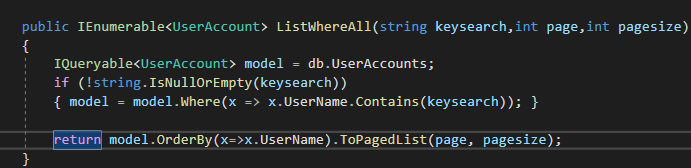 public IEnumerable<UserAccount> ListWhereAll(string keysearch,int page,int pagesize)
{
IQueryable<UserAccount> model = db.UserAccounts;
if (!string.IsNullOrEmpty(keysearch))
{ model = model.Where(x => x.UserName.Contains(keysearch)); }
return model.OrderBy(x=>x.UserName).ToPagedList(page, pagesize);
}